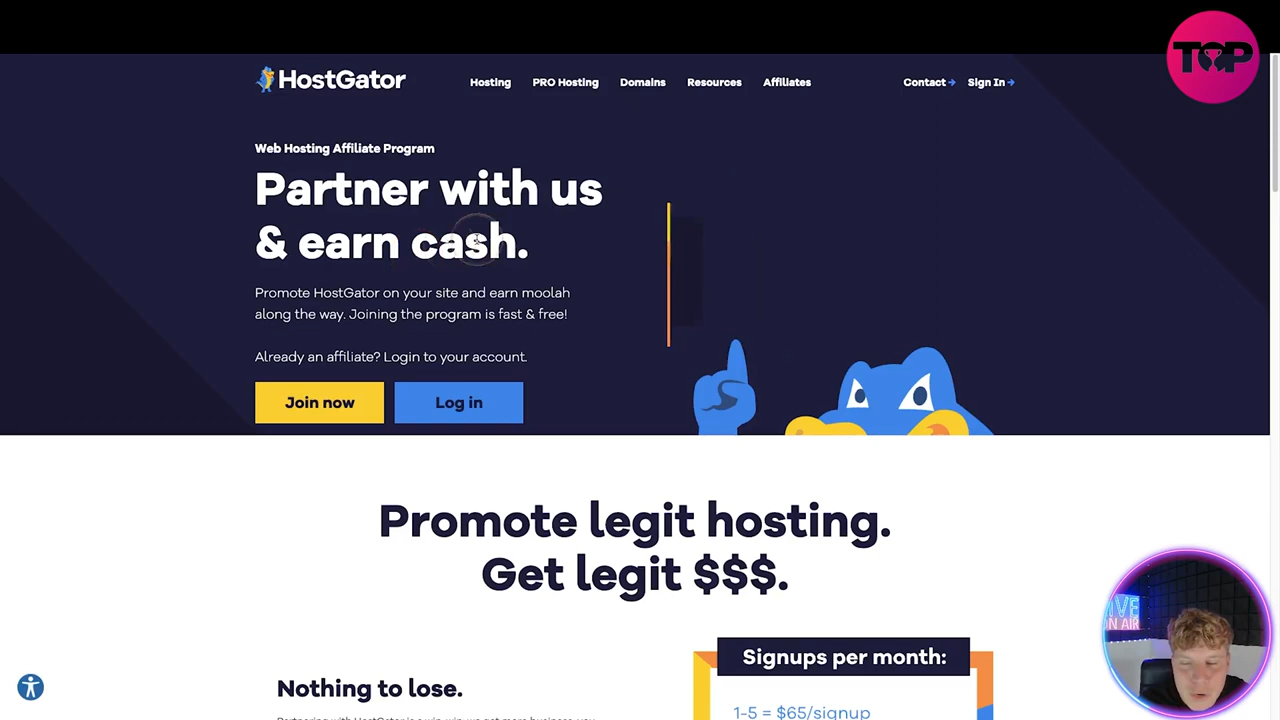 TOP
HostGator
Hosting PRO Hosting Domains Resources Affiliates Contact Sign In
Web Hosting Affiliate Program
Partner with us
& earn cash.
Promote HostGator on your site and earn moolah
along the way. Joining the program is fast & free!
Already an affiliate? Login to your account.
Join now Log in
Promote legit hosting.
Get legit $$$.
Signups per month:
Nothing to lose.
1-5 = $65/signup
ON AIR